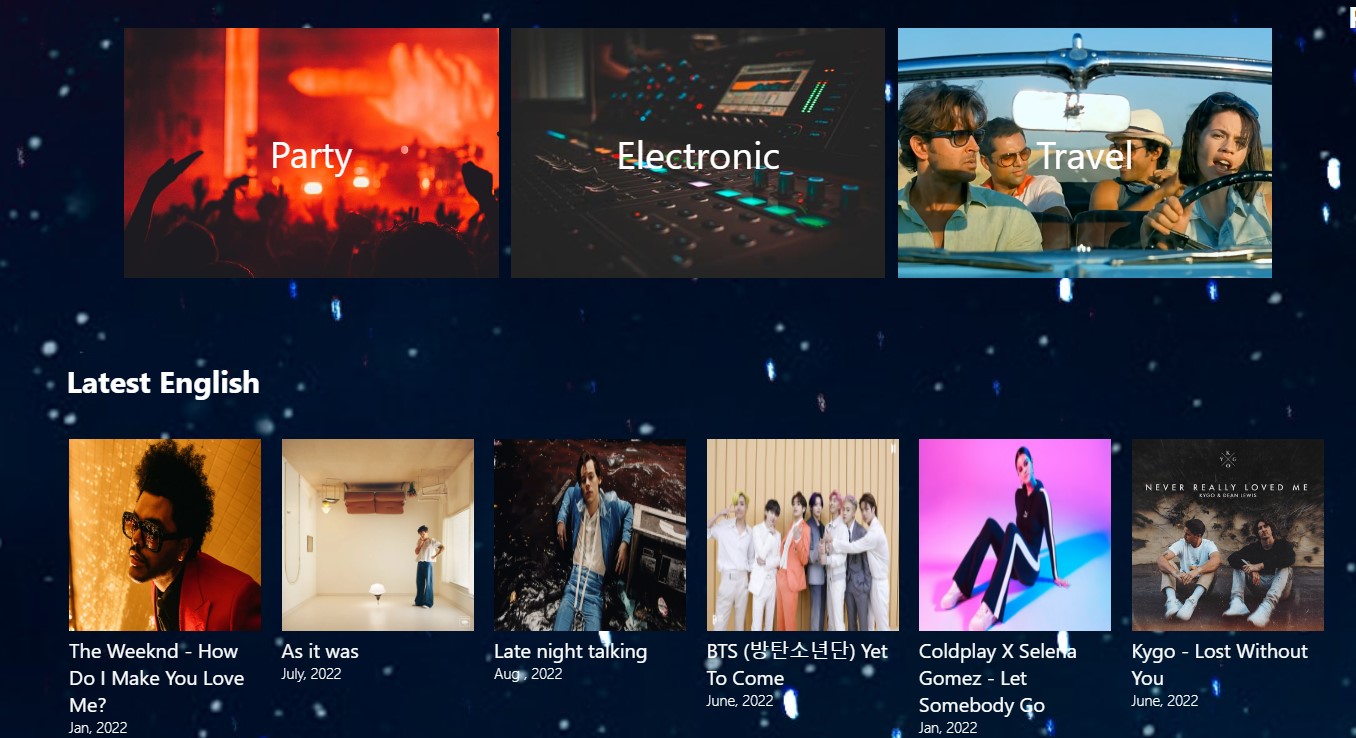 Party
Electronic
Travel
Latest English
NEVER REALLY LOVED ME
KYGO & DEAN LEWIS
The Weeknd - How
Do I Make You Love
Me?
Jan, 2022
As it was
July, 2022
Late night talking
Aug , 2022
BTS (방탄소년단) Yet
To Come
June, 2022
Coldplay X Selena
Gomez - Let
Somebody Go
Jan, 2022
Kygo - Lost Without
You
June, 2022